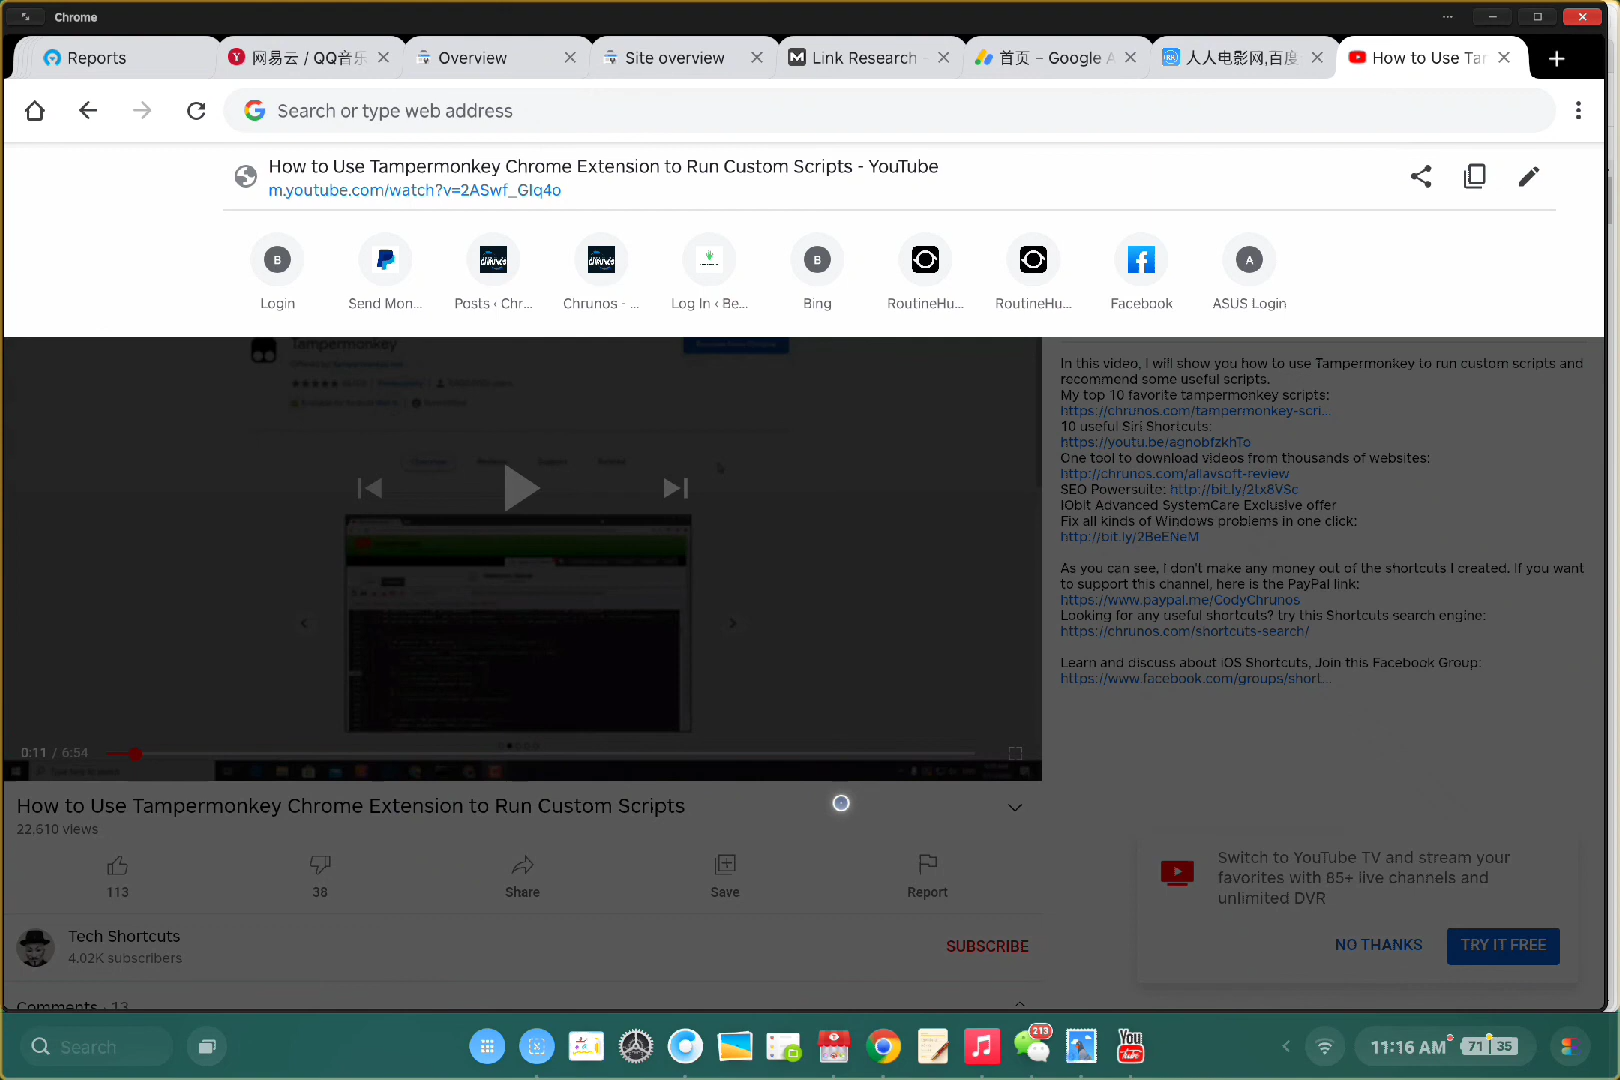 Chrome
Reports
网易云 / QQ音乐
Overview
Site overview
Link Research -
首页 – Google A
人人电影网,百度
How to Use Tar
Search or type web address
How to Use Tampermonkey Chrome Extension to Run Custom Scripts - YouTube
m.youtube.com/watch?v=2ASwf_GIq4o
B
B
A
Login
Send Mon...
Posts ‹ Chr...
Chrunos - ...
Log In ‹ Be...
Bing
RoutineHu...
RoutineHu...
Facebook
ASUS Login
Tampermonkey
In this video, I will show you how to use Tampermonkey to run custom scripts and
recommend some useful scripts.
My top 10 favorite tampermonkey scripts:
https://chrunos.com/tampermonkey-scri...
10 useful Siri Shortcuts:
https://youtu.be/agnobfzkhTo
One tool to download videos from thousands of websites:
http://chrunos.com/allavsoft-review
SEO Powersuite: http://bit.ly/2tx8VSc
IObit Advanced SystemCare Exclusive offer
Fix all kinds of Windows problems in one click:
http://bit.ly/2BeENeM
As you can see, I don't make any money out of the shortcuts I created. If you want
to support this channel, here is the PayPal link:
https://www.paypal.me/CodyChrunos
Looking for any useful shortcuts? try this Shortcuts search engine:
https://chrunos.com/shortcuts-search/
Learn and discuss about iOS Shortcuts, Join this Facebook Group:
https://www.facebook.com/groups/short...
0:11 / 6:54
How to Use Tampermonkey Chrome Extension to Run Custom Scripts
22,610 views
113
38
Share
Save
Report
Tech Shortcuts
4.02K subscribers
SUBSCRIBE
Comments · 13
Switch to YouTube TV and stream your
favorites with 85+ live channels and
unlimited DVR
NO THANKS
TRY IT FREE
Search
213
You
Tube
11:16 AM
71 35